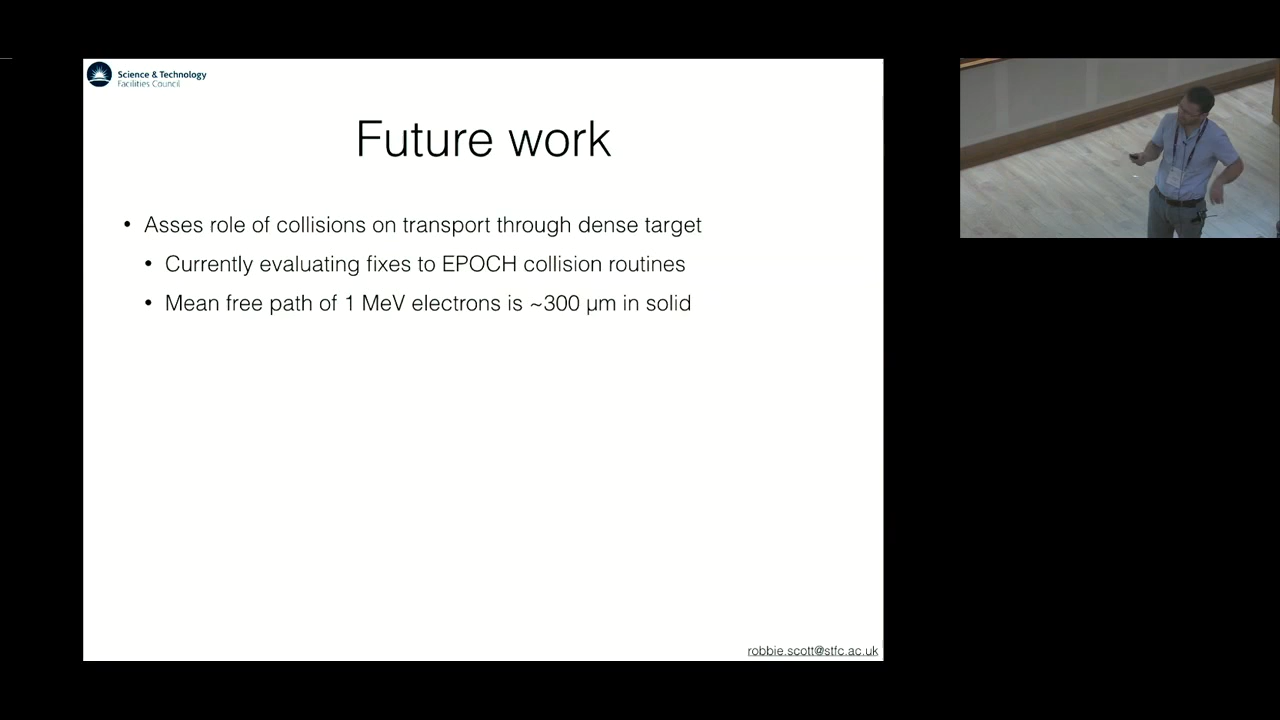 Science & Technology
Facilities Council
Future work
• Asses role of collisions on transport through dense target
• Currently evaluating fixes to EPOCH collision routines
• Mean free path of 1 MeV electrons is ~300 μm in solid
robbie.scott@stfc.ac.uk